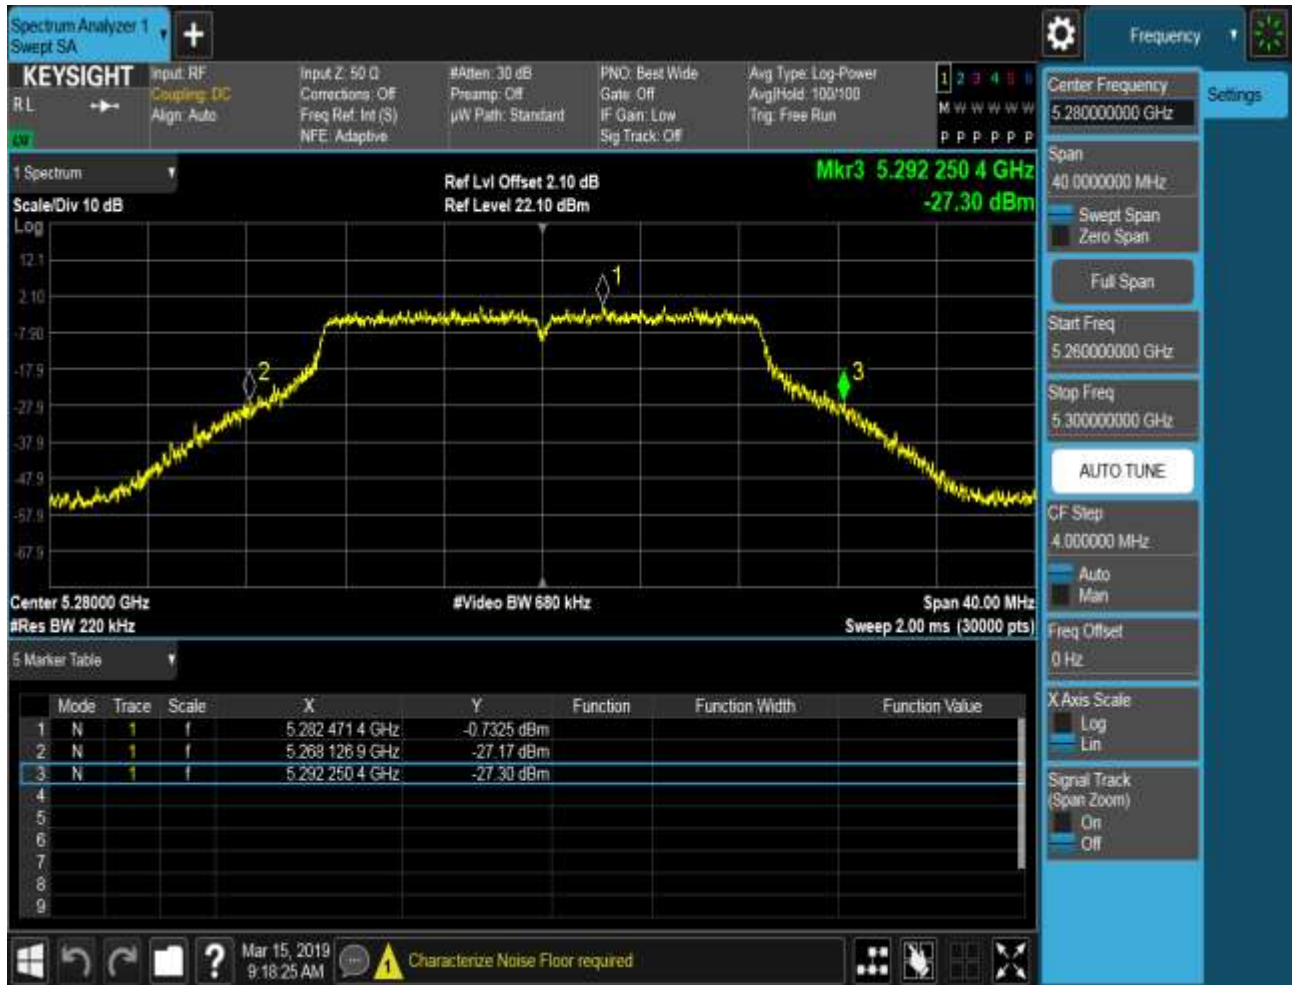 Spectrum Analyzer 1
Swept SA
Frequency
KEYSIGHT
R L
Input: RF
Coupling: DC
Align: Auto
Input Z: 50 Ω
Corrections: Off
Freq Ref: Int (S)
NFE: Adaptive
#Atten: 30 dB
Preamp: Off
µW Path: Standard
PNO: Best Wide
Gate: Off
IF Gain: Low
Sig Track: Off
Avg Type: Log-Power
Avg|Hold: 100/100
Trig: Free Run
1 2 3 4 5 6
M W W W W W
P P P P P P
1 Spectrum
Scale/Div 10 dB
Ref Lvl Offset 2.10 dB
Ref Level 22.10 dBm
Mkr3 5.292 250 4 GHz
-27.30 dBm
Log
12.1
2.10
-7.90
-17.9
-27.9
-37.9
-47.9
-57.9
-67.9
1
2
3
Center 5.28000 GHz
#Video BW 680 kHz
Span 40.00 MHz
#Res BW 220 kHz
Sweep 2.00 ms (30000 pts)
5 Marker Table
Mode Trace Scale X Y Function Function Width Function Value
1 N 1 f 5.282 471 4 GHz -0.7325 dBm
2 N 1 f 5.268 126 9 GHz -27.17 dBm
3 N 1 f 5.292 250 4 GHz -27.30 dBm
4
5
6
7
8
9
Center Frequency
5.280000000 GHz
Settings
Span
40.0000000 MHz
Swept Span
Zero Span
Full Span
Start Freq
5.260000000 GHz
Stop Freq
5.300000000 GHz
AUTO TUNE
CF Step
4.000000 MHz
Auto
Man
Freq Offset
0 Hz
X Axis Scale
Log
Lin
Signal Track
(Span Zoom)
On
Off
?
Mar 15, 2019
9:18:25 AM
1
Characterize Noise Floor required